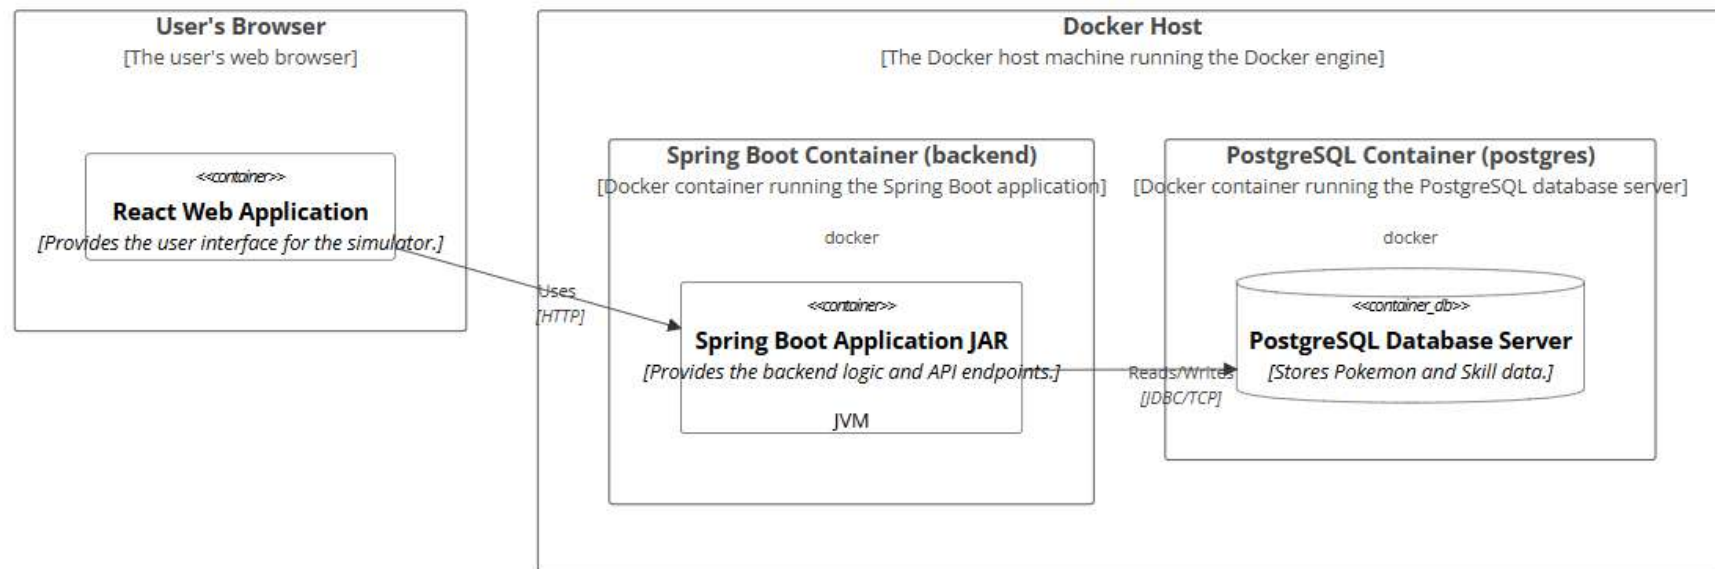 User's Browser
[The user's web browser]
<<container>>
React Web Application
[Provides the user interface for the simulator.]
Uses
[HTTP]
Docker Host
[The Docker host machine running the Docker engine]
Spring Boot Container (backend)
[Docker container running the Spring Boot application]
docker
<<container>>
Spring Boot Application JAR
[Provides the backend logic and API endpoints.]
JVM
Reads/Writes
[JDBC/TCP]
PostgreSQL Container (postgres)
[Docker container running the PostgreSQL database server]
docker
<<container_db>>
PostgreSQL Database Server
[Stores Pokemon and Skill data.]